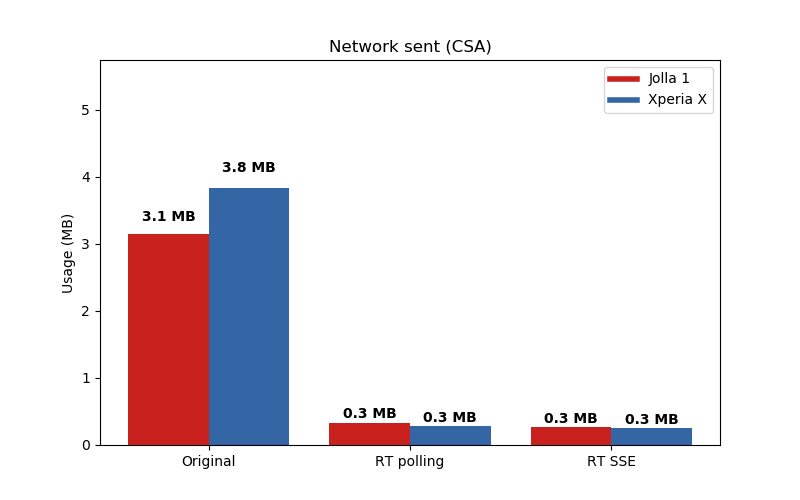 Network sent (CSA)
Jolla 1
Xperia X
Usage (MB)
5
4
3
2
1
0
3.1 MB
3.8 MB
0.3 MB
0.3 MB
0.3 MB
0.3 MB
Original
RT polling
RT SSE